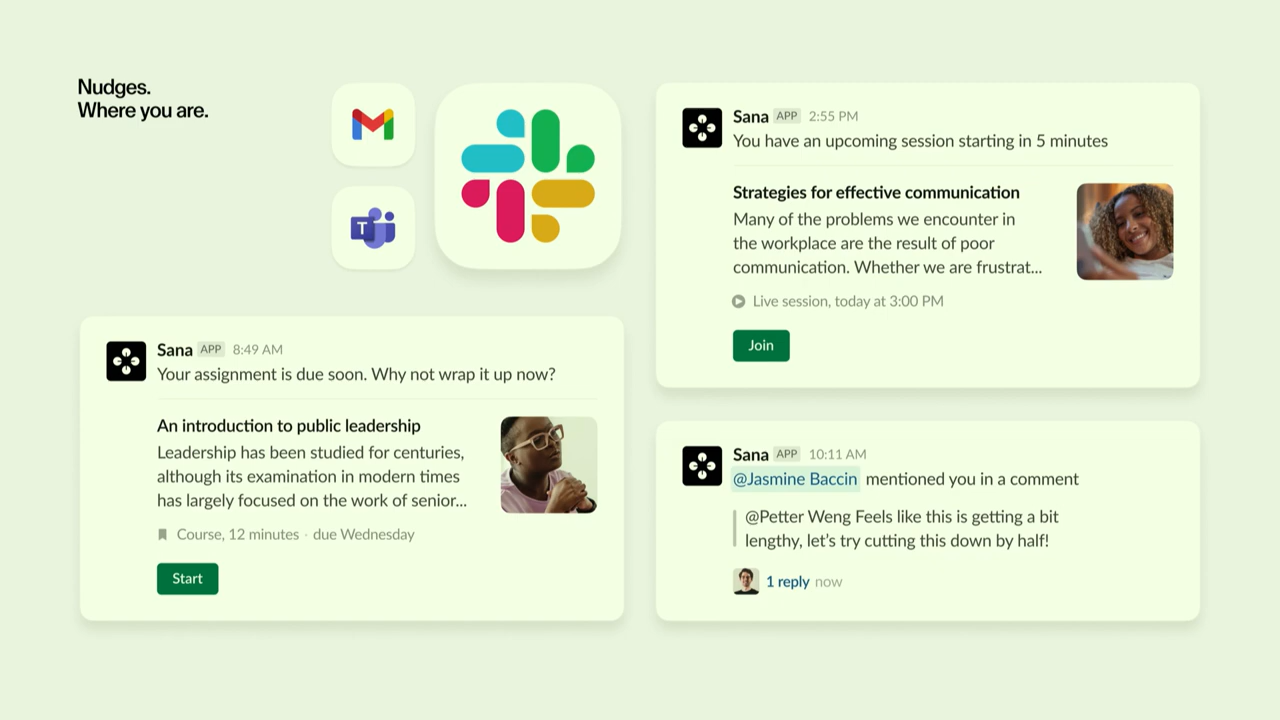 Nudges.
Where you are.
T
Sana APP 8:49 AM
Your assignment is due soon. Why not wrap it up now?
An introduction to public leadership
Leadership has been studied for centuries,
although its examination in modern times
has largely focused on the work of senior...
Course, 12 minutes · due Wednesday
Start
Sana APP 2:55 PM
You have an upcoming session starting in 5 minutes
Strategies for effective communication
Many of the problems we encounter in
the workplace are the result of poor
communication. Whether we are frustrat...
Live session, today at 3:00 PM
Join
Sana APP 10:11 AM
@Jasmine Baccin mentioned you in a comment
@Petter Weng Feels like this is getting a bit
lengthy, let's try cutting this down by half!
1 reply now